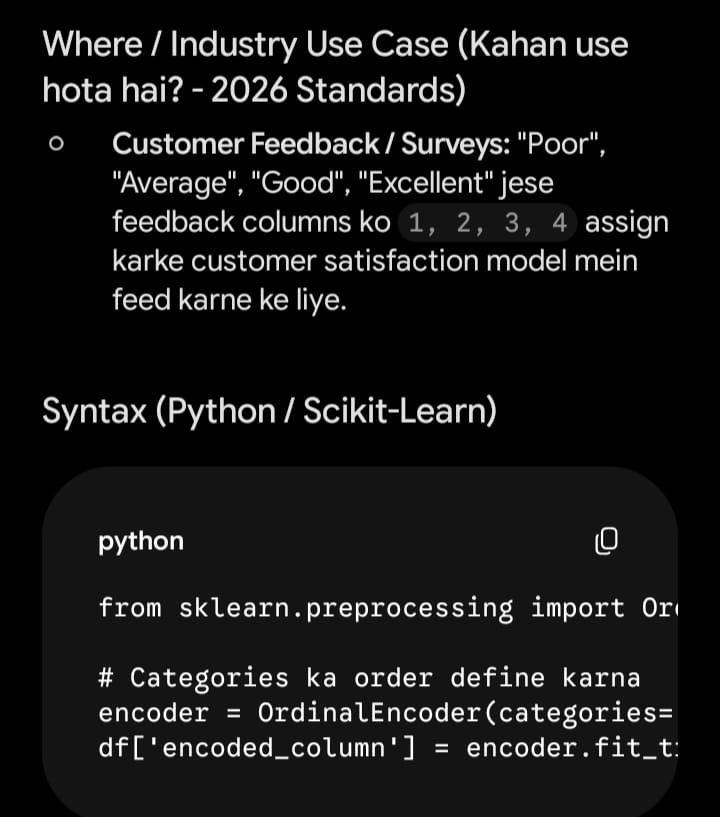 Where / Industry Use Case (Kahan use
hota hai? - 2026 Standards)
Customer Feedback / Surveys: "Poor",
"Average", "Good", "Excellent" jese
feedback columns ko 1, 2, 3, 4 assign
karke customer satisfaction model mein
feed karne ke liye.
Syntax (Python / Scikit-Learn)
python
from sklearn.preprocessing import Or
# Categories ka order define karna
encoder = OrdinalEncoder(categories=
df['encoded_column'] = encoder.fit_t